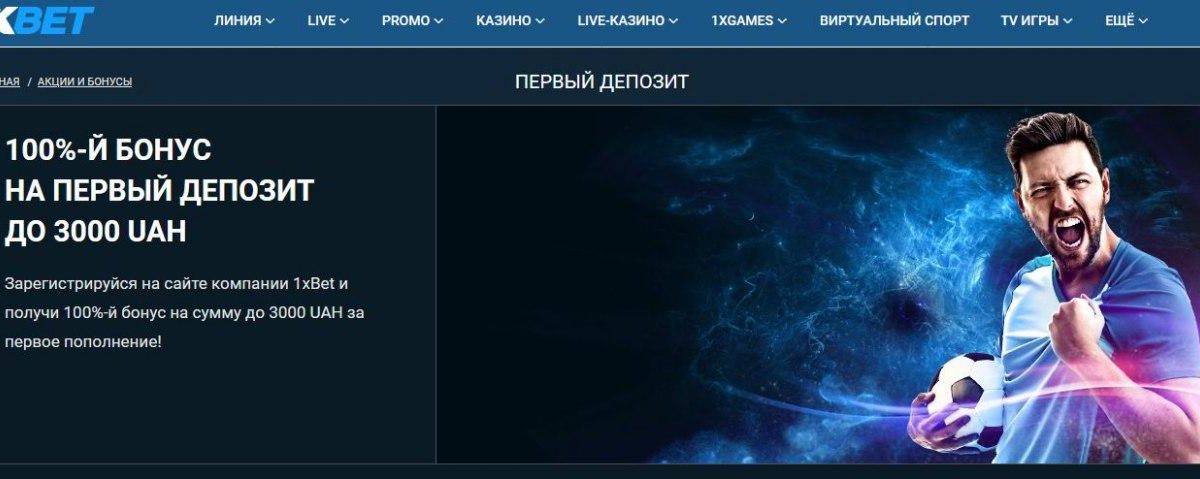 XBET
ЛИНИЯ LIVE PROMO КАЗИНО LIVE-КАЗИНО 1XGAMES ВИРТУАЛЬНЫЙ СПОРТ TV ИГРЫ ЕЩЁ
НАЯ / АКЦИИ И БОНУСЫ
ПЕРВЫЙ ДЕПОЗИТ
100%-Й БОНУС
НА ПЕРВЫЙ ДЕПОЗИТ
ДО 3000 UAH
Зарегистрируйся на сайте компании 1xBet и
получи 100%-й бонус на сумму до 3000 UAH за
первое пополнение!